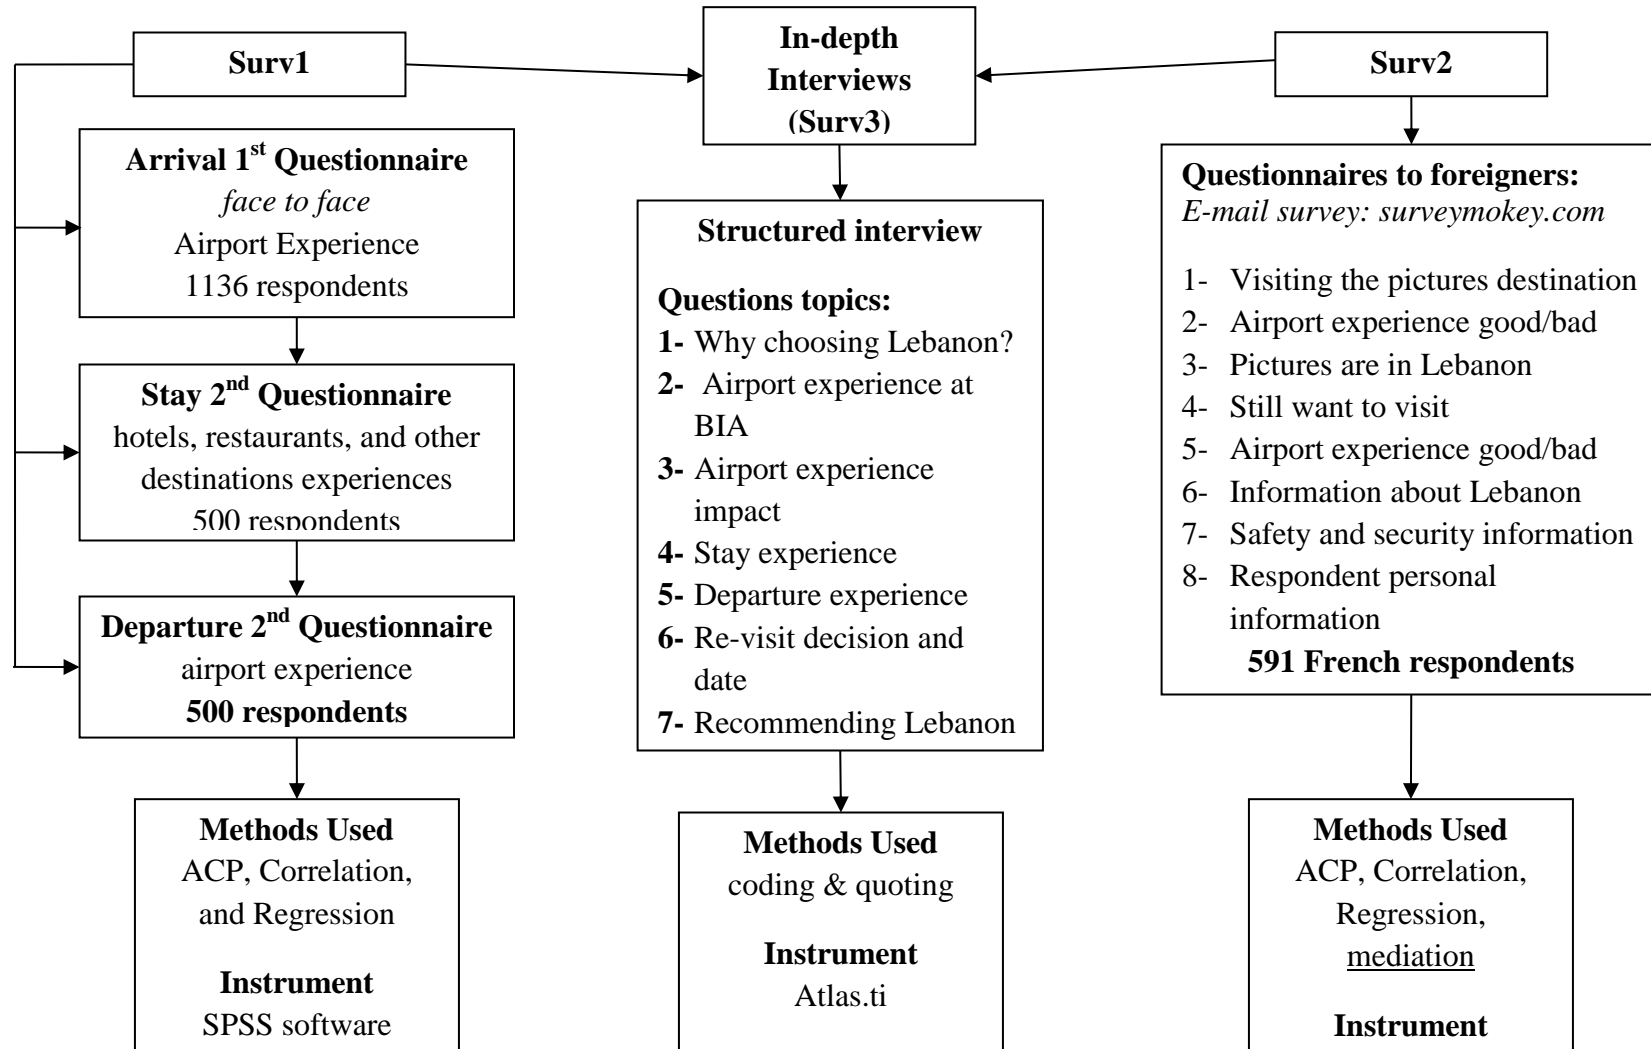 Surv1
Arrival 1st Questionnaire
face to face
Airport Experience
1136 respondents
Stay 2nd Questionnaire
hotels, restaurants, and other
destinations experiences
500 respondents
Departure 2nd Questionnaire
airport experience
500 respondents
Methods Used
ACP, Correlation,
and Regression
Instrument
SPSS software
In-depth
Interviews
(Surv3)
Structured interview
Questions topics:
1- Why choosing Lebanon?
2- Airport experience at
BIA
3- Airport experience
impact
4- Stay experience
5- Departure experience
6- Re-visit decision and
date
7- Recommending Lebanon
Methods Used
coding & quoting
Instrument
Atlas.ti
Surv2
Questionnaires to foreigners:
E-mail survey: surveymokey.com
1- Visiting the pictures destination
2- Airport experience good/bad
3- Pictures are in Lebanon
4- Still want to visit
5- Airport experience good/bad
6- Information about Lebanon
7- Safety and security information
8- Respondent personal
information
591 French respondents
Methods Used
ACP, Correlation,
Regression,
mediation
Instrument